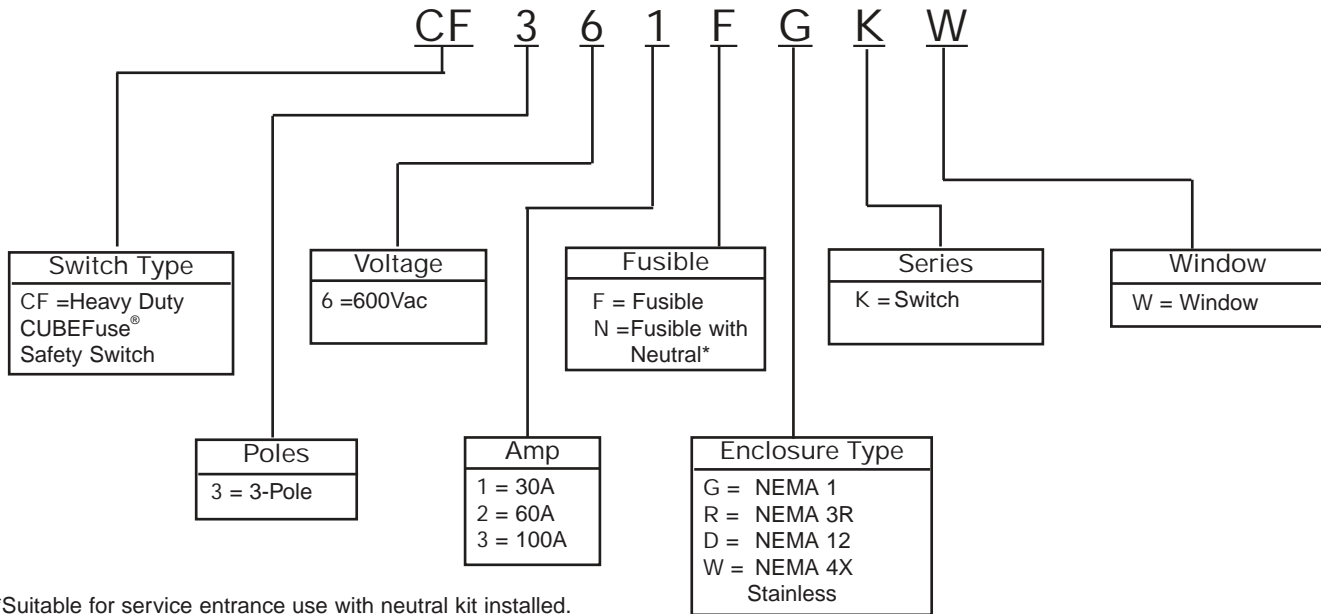 CF 3 6 1 F G K W
Switch Type
CF =Heavy Duty
CUBEFuse®
Safety Switch
Voltage
6 =600Vac
Fusible
F = Fusible
N =Fusible with
Neutral*
Series
K = Switch
Window
W = Window
Poles
3 = 3-Pole
Amp
1 = 30A
2 = 60A
3 = 100A
Enclosure Type
G = NEMA 1
R = NEMA 3R
D = NEMA 12
W = NEMA 4X
Stainless
*Suitable for service entrance use with neutral kit installed.